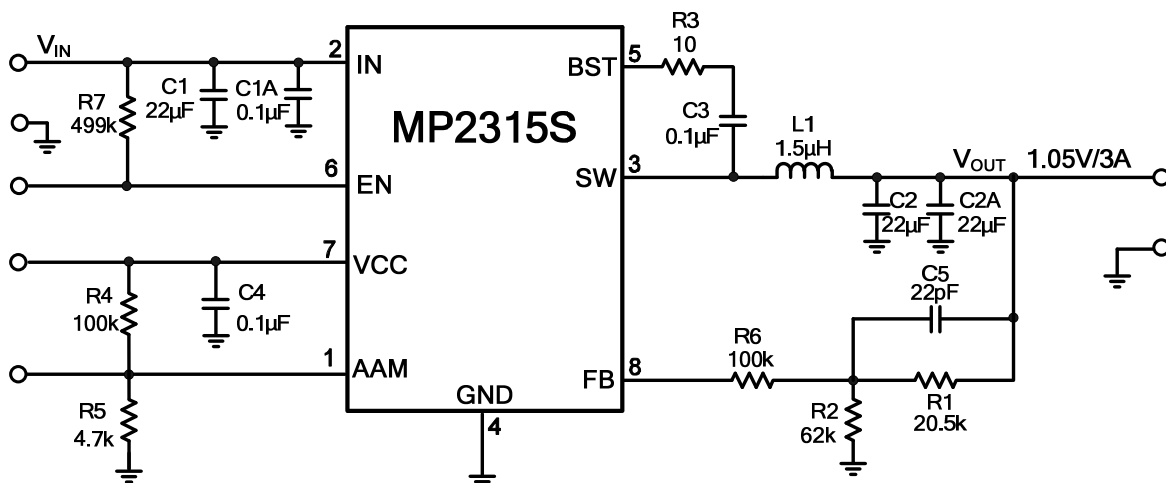 VIN
2
IN
R7
499k
C1
22µF
C1A
0.1µF
6
EN
7
VCC
R4
100k
C4
0.1µF
1
AAM
R5
4.7k
MP2315S
GND
4
5
BST
R3
10
C3
0.1µF
3
SW
L1
1.5µH
VOUT 1.05V/3A
C2
22µF
C2A
22µF
C5
22pF
8
FB
R6
100k
R2
62k
R1
20.5k